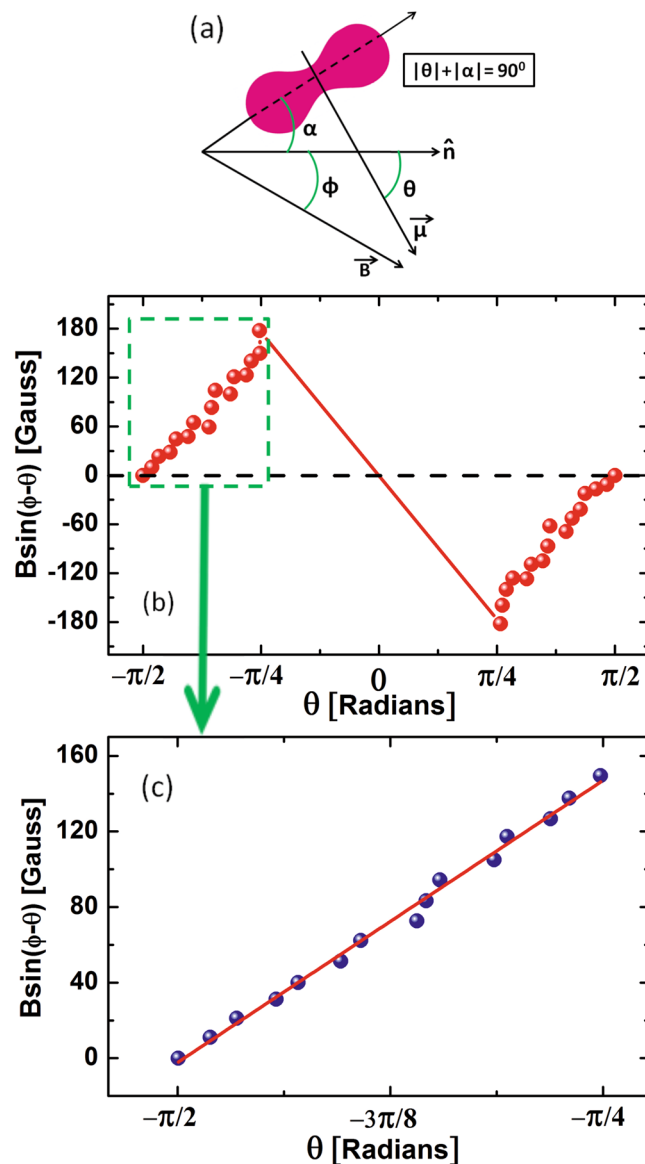 (a)
|θ|+|α|= 90⁰
α
n̂
ϕ
θ
μ⃗
B⃗
Bsin(ϕ-θ) [Gauss]
180
120
60
0
-60
-120
-180
(b)
−π/2
−π/4
0
π/4
π/2
θ [Radians]
Bsin(ϕ-θ) [Gauss]
160
120
80
40
0
(c)
−π/2
−3π/8
−π/4
θ [Radians]